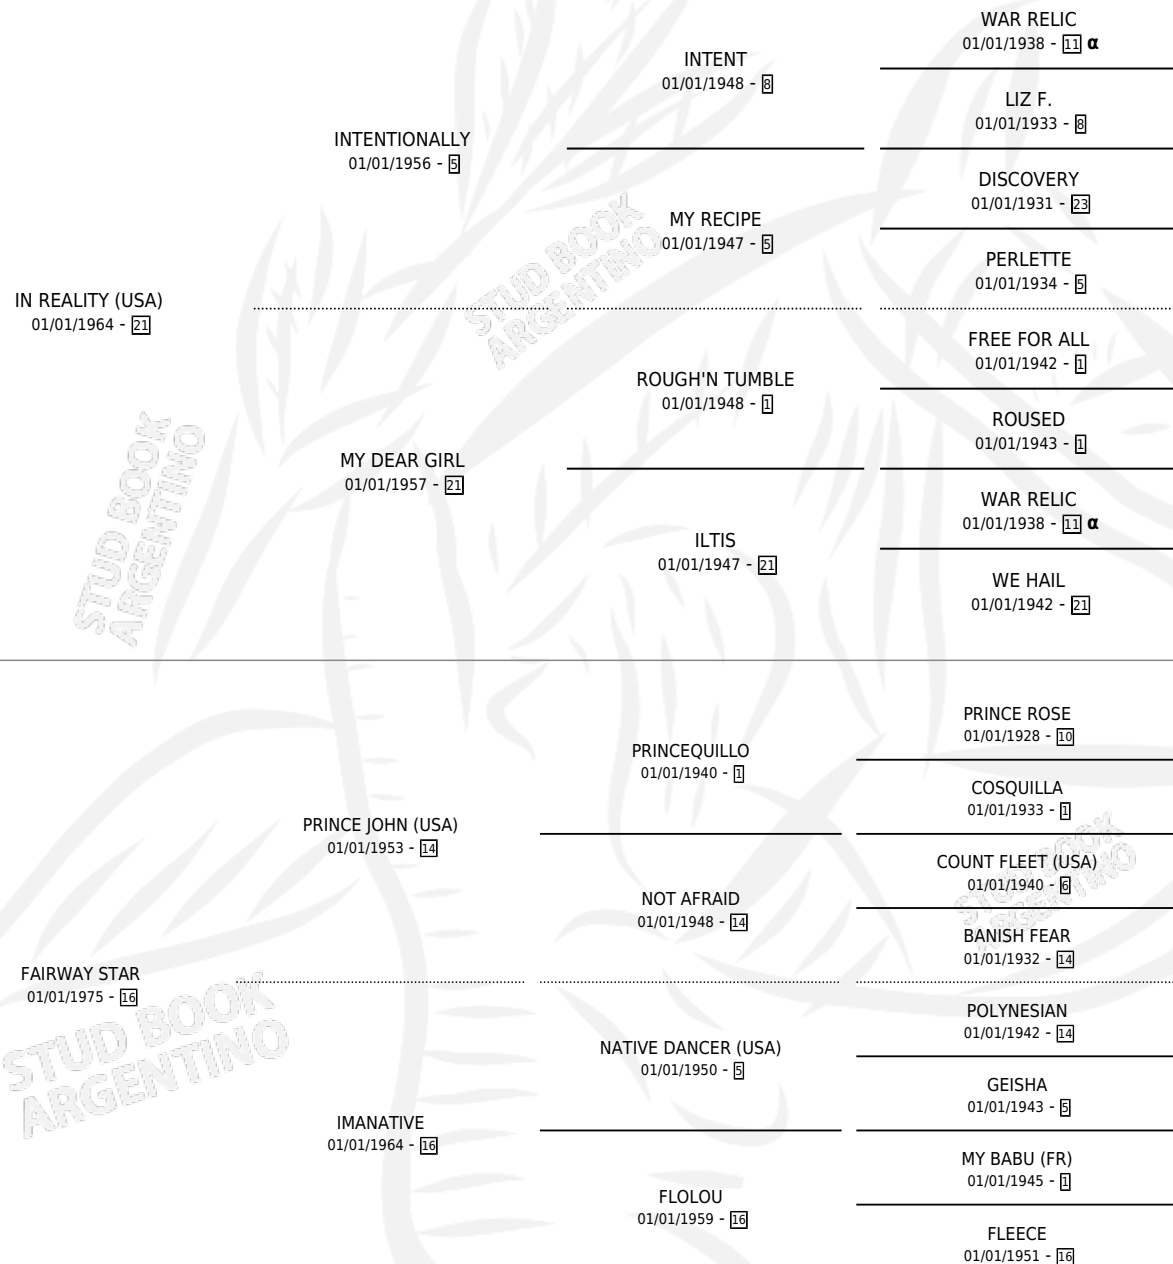 WAR RELIC
01/01/1938 - 11 α
INTENT
01/01/1948 - 8
LIZ F.
01/01/1933 - 8
INTENTIONALLY
01/01/1956 - 5
DISCOVERY
01/01/1931 - 23
MY RECIPE
01/01/1947 - 5
PERLETTE
01/01/1934 - 5
IN REALITY (USA)
01/01/1964 - 21
FREE FOR ALL
01/01/1942 - 1
ROUGH'N TUMBLE
01/01/1948 - 1
ROUSED
01/01/1943 - 1
MY DEAR GIRL
01/01/1957 - 21
WAR RELIC
01/01/1938 - 11 α
ILTIS
01/01/1947 - 21
WE HAIL
01/01/1942 - 21
PRINCE ROSE
01/01/1928 - 10
PRINCEQUILLO
01/01/1940 - 1
COSQUILLA
01/01/1933 - 1
PRINCE JOHN (USA)
01/01/1953 - 14
COUNT FLEET (USA)
01/01/1940 - 6
NOT AFRAID
01/01/1948 - 14
BANISH FEAR
01/01/1932 - 14
FAIRWAY STAR
01/01/1975 - 16
POLYNESIAN
01/01/1942 - 14
NATIVE DANCER (USA)
01/01/1950 - 5
GEISHA
01/01/1943 - 5
IMANATIVE
01/01/1964 - 16
MY BABU (FR)
01/01/1945 - 1
FLOLOU
01/01/1959 - 16
FLEECE
01/01/1951 - 16
STUD BOOK
ARGENTINO
STUD BOOK
ARGENTINO
STUD BOOK
ARGENTINO
STUD BOOK
ARGENTINO